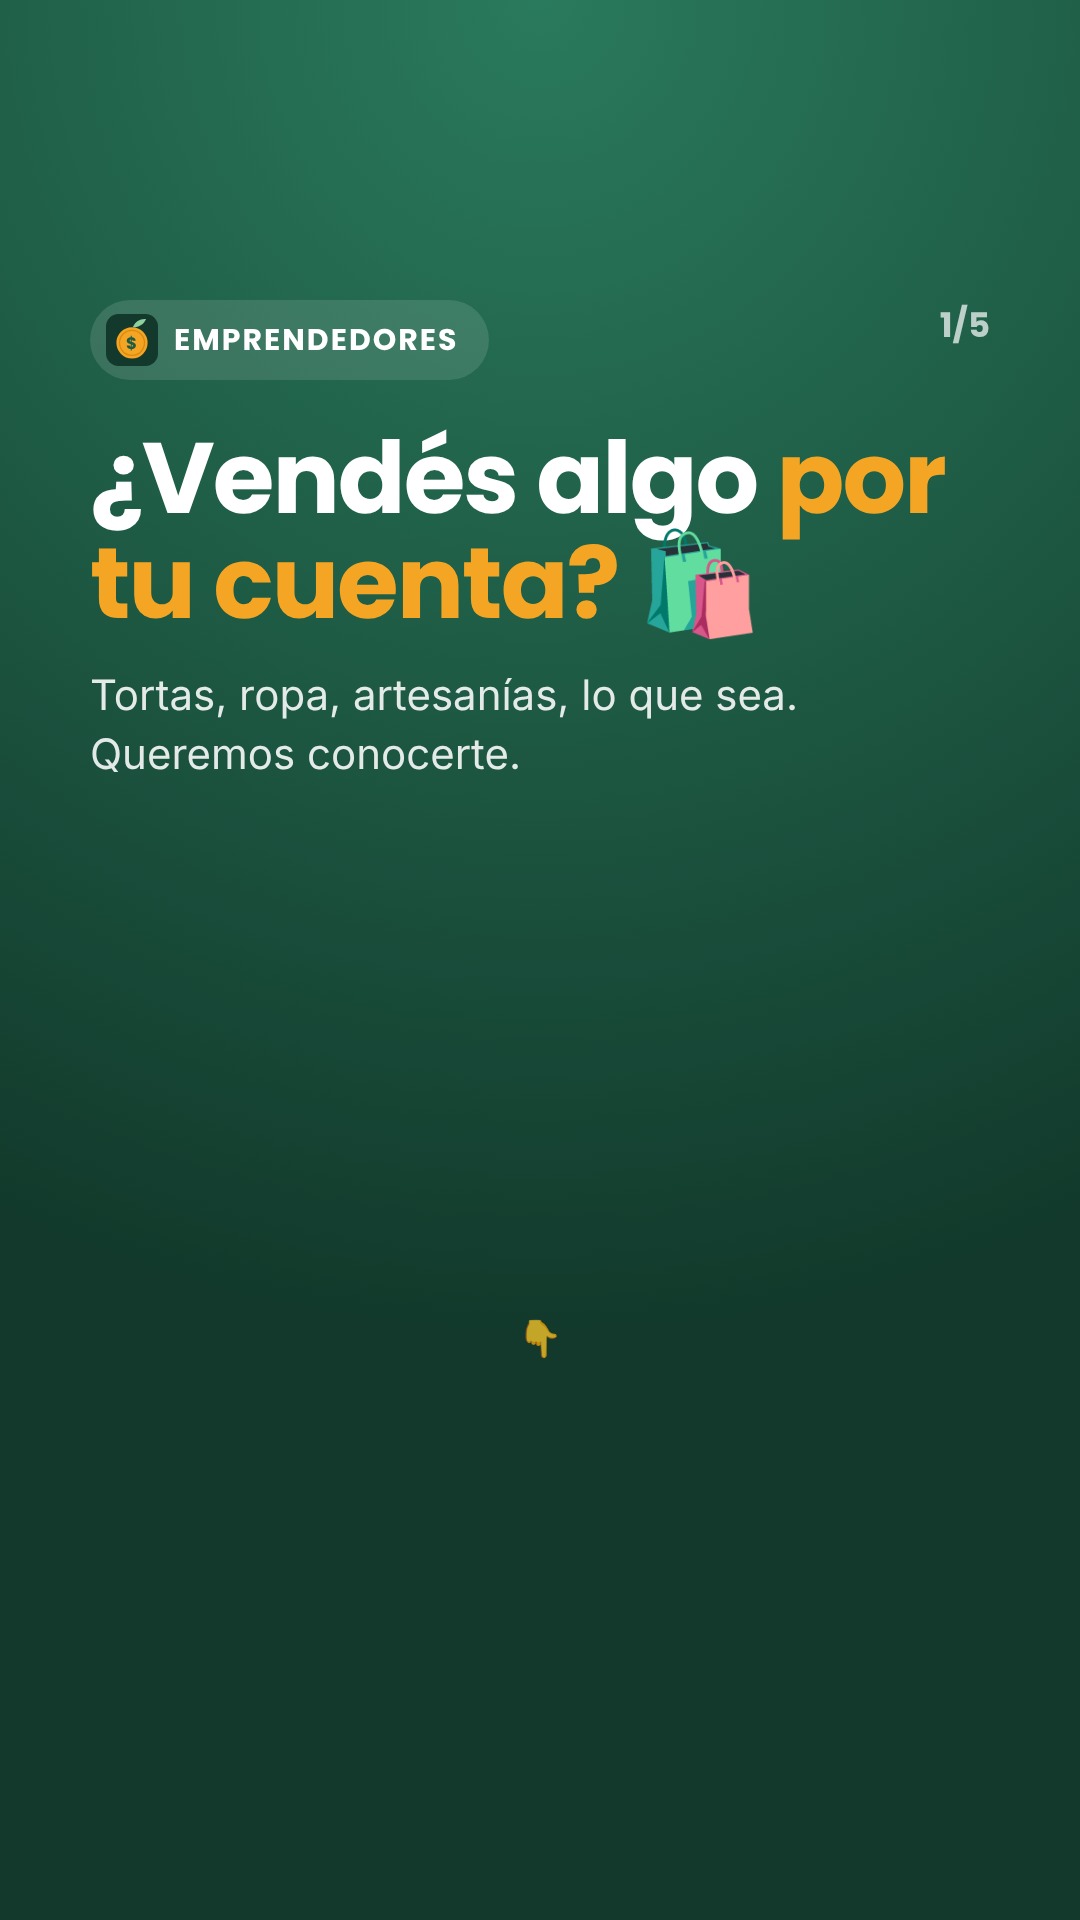 $ EMPRENDEDORES
1/5
¿Vendés algo por
tu cuenta? 🛍️
Tortas, ropa, artesanías, lo que sea.
Queremos conocerte.
👇